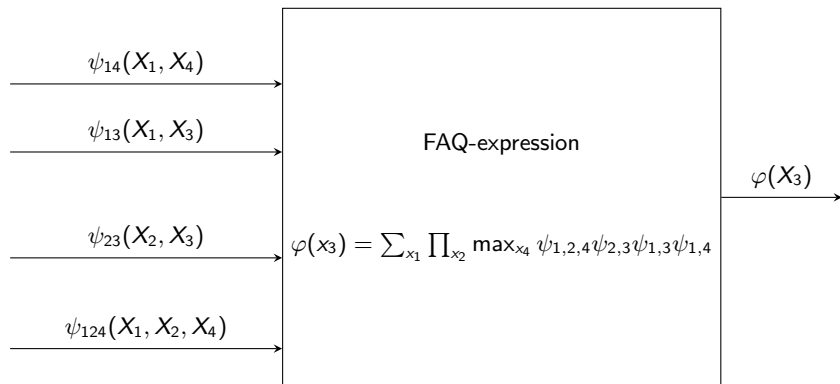 ψ₁₄(X₁, X₄)
ψ₁₃(X₁, X₃)
FAQ-expression
φ(X₃)
ψ₂₃(X₂, X₃)
φ(x₃) = ∑ₓ₁ ∏ₓ₂ maxₓ₄ ψ₁,₂,₄ψ₂,₃ψ₁,₃ψ₁,₄
ψ₁₂₄(X₁, X₂, X₄)